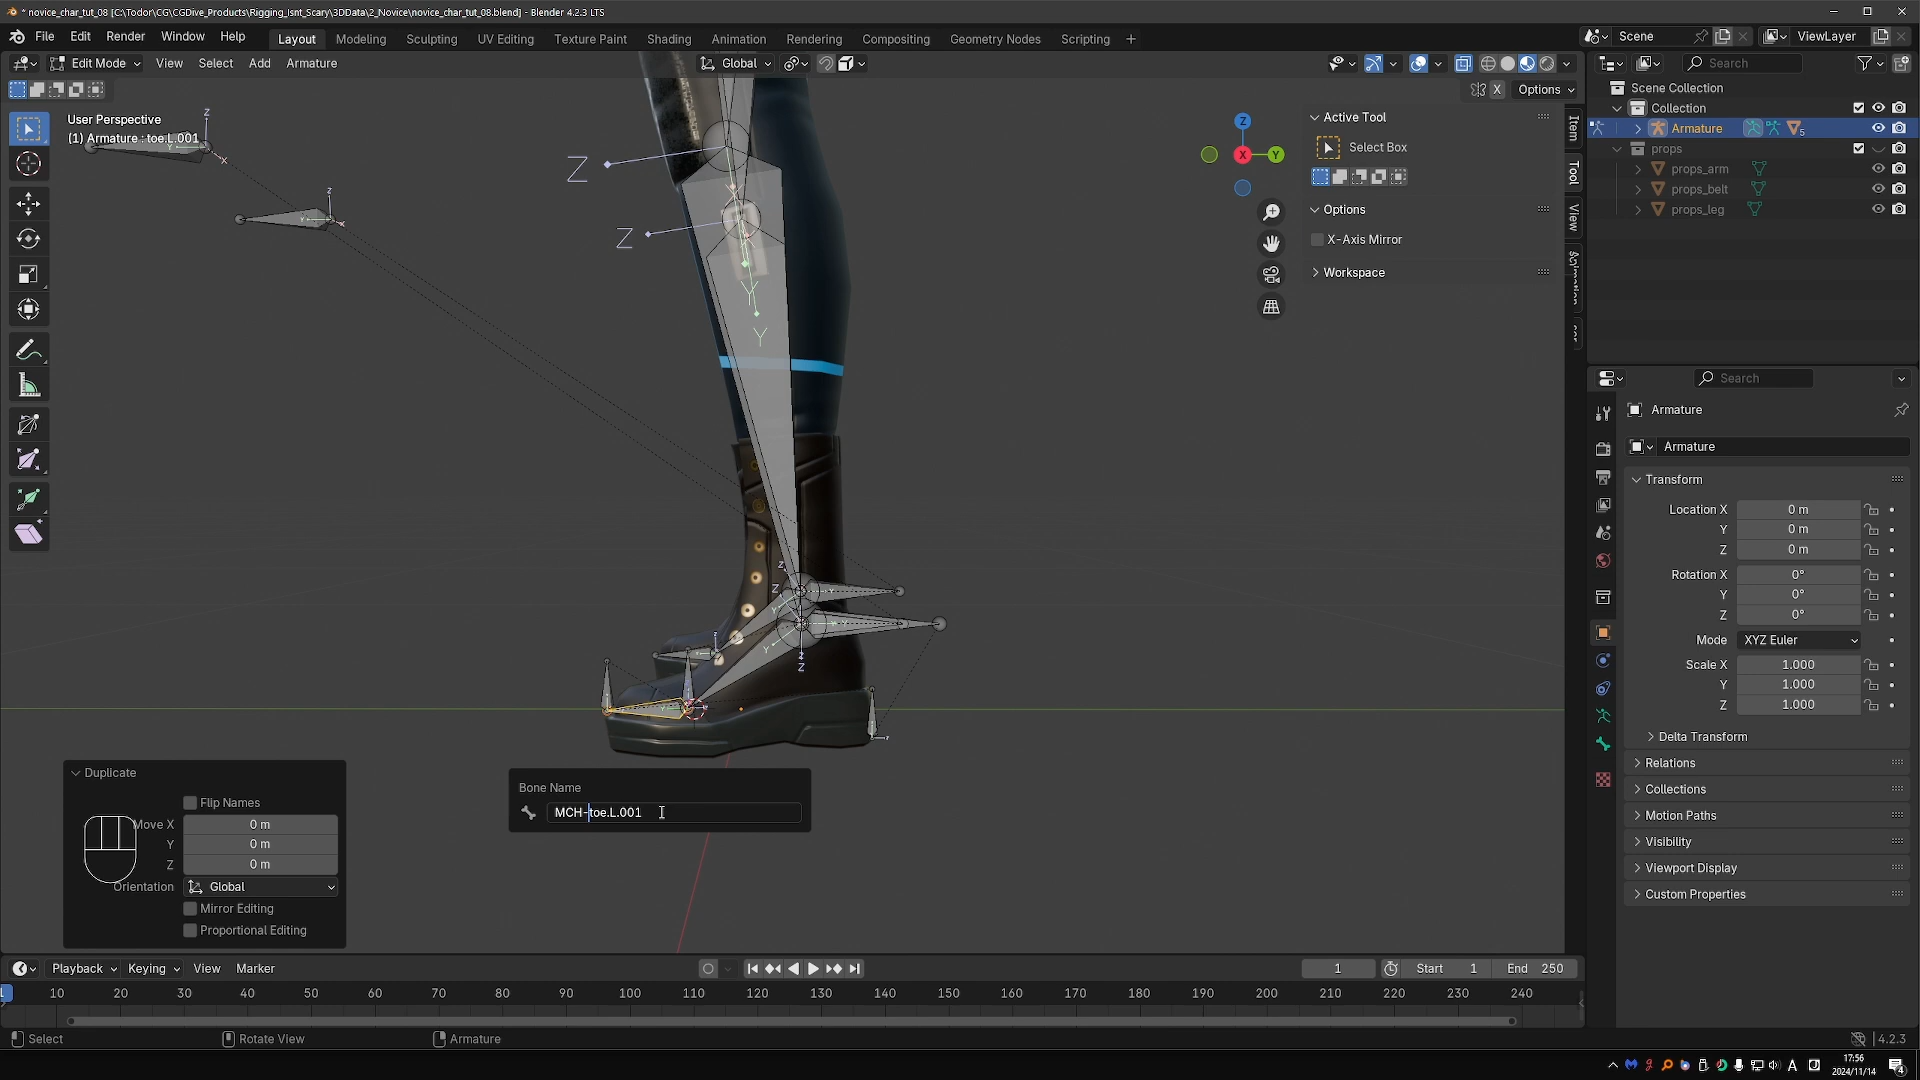 * novice_char_tut_08 [C:\Todor\CG\CGDive_Products\Rigging_Isnt_Scary\3DData\2_Novice\novice_char_tut_08.blend] - Blender 4.2.3 LTS
File Edit Render Window Help
Layout Modeling Sculpting UV Editing Texture Paint Shading Animation Rendering Compositing Geometry Nodes Scripting +
Scene
ViewLayer
Edit Mode View Select Add Armature
Global
Search
X Options
User Perspective
(1) Armature : toe.L.001
Scene Collection
Collection
Armature 5
props
props_arm
props_belt
props_leg
Active Tool
Select Box
Options
X-Axis Mirror
Workspace
Item
Tool
View
Animation
Z
Y
X
Z
Z
Y
Y
Search
Armature
Armature
Transform
Location X 0 m
Y 0 m
Z 0 m
Rotation X 0°
Y 0°
Z 0°
Mode XYZ Euler
Scale X 1.000
Y 1.000
Z 1.000
Delta Transform
Relations
Collections
Motion Paths
Visibility
Viewport Display
Custom Properties
Duplicate
Flip Names
Move X 0 m
Y 0 m
Z 0 m
Orientation Global
Mirror Editing
Proportional Editing
Bone Name
MCH-toe.L.001
Playback Keying View Marker
1 Start 1 End 250
1 10 20 30 40 50 60 70 80 90 100 110 120 130 140 150 160 170 180 190 200 210 220 230 240
Select Rotate View Armature 4.2.3
A
17:56
2024/11/14
4